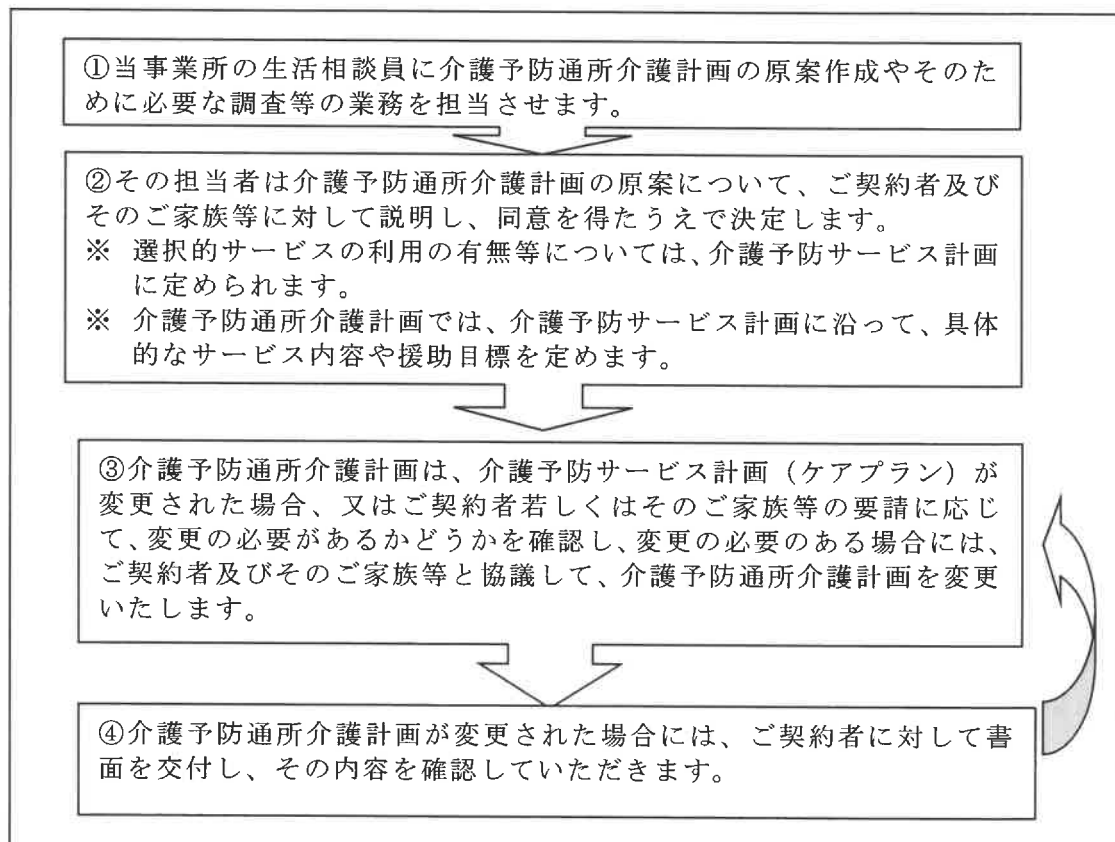 ①当事業所の生活相談員に介護予防通所介護計画の原案作成やそのた
めに必要な調査等の業務を担当させます。
②その担当者は介護予防通所介護計画の原案について、ご契約者及び
そのご家族等に対して説明し、同意を得たうえで決定します。
※ 選択的サービスの利用の有無等については、介護予防サービス計画
に定められます。
※ 介護予防通所介護計画では、介護予防サービス計画に沿って、具体
的なサービス内容や援助目標を定めます。
③介護予防通所介護計画は、介護予防サービス計画（ケアプラン）が
変更された場合、又はご契約者若しくはそのご家族等の要請に応じ
て、変更の必要があるかどうかを確認し、変更の必要のある場合には、
ご契約者及びそのご家族等と協議して、介護予防通所介護計画を変更
いたします。
④介護予防通所介護計画が変更された場合には、ご契約者に対して書
面を交付し、その内容を確認していただきます。